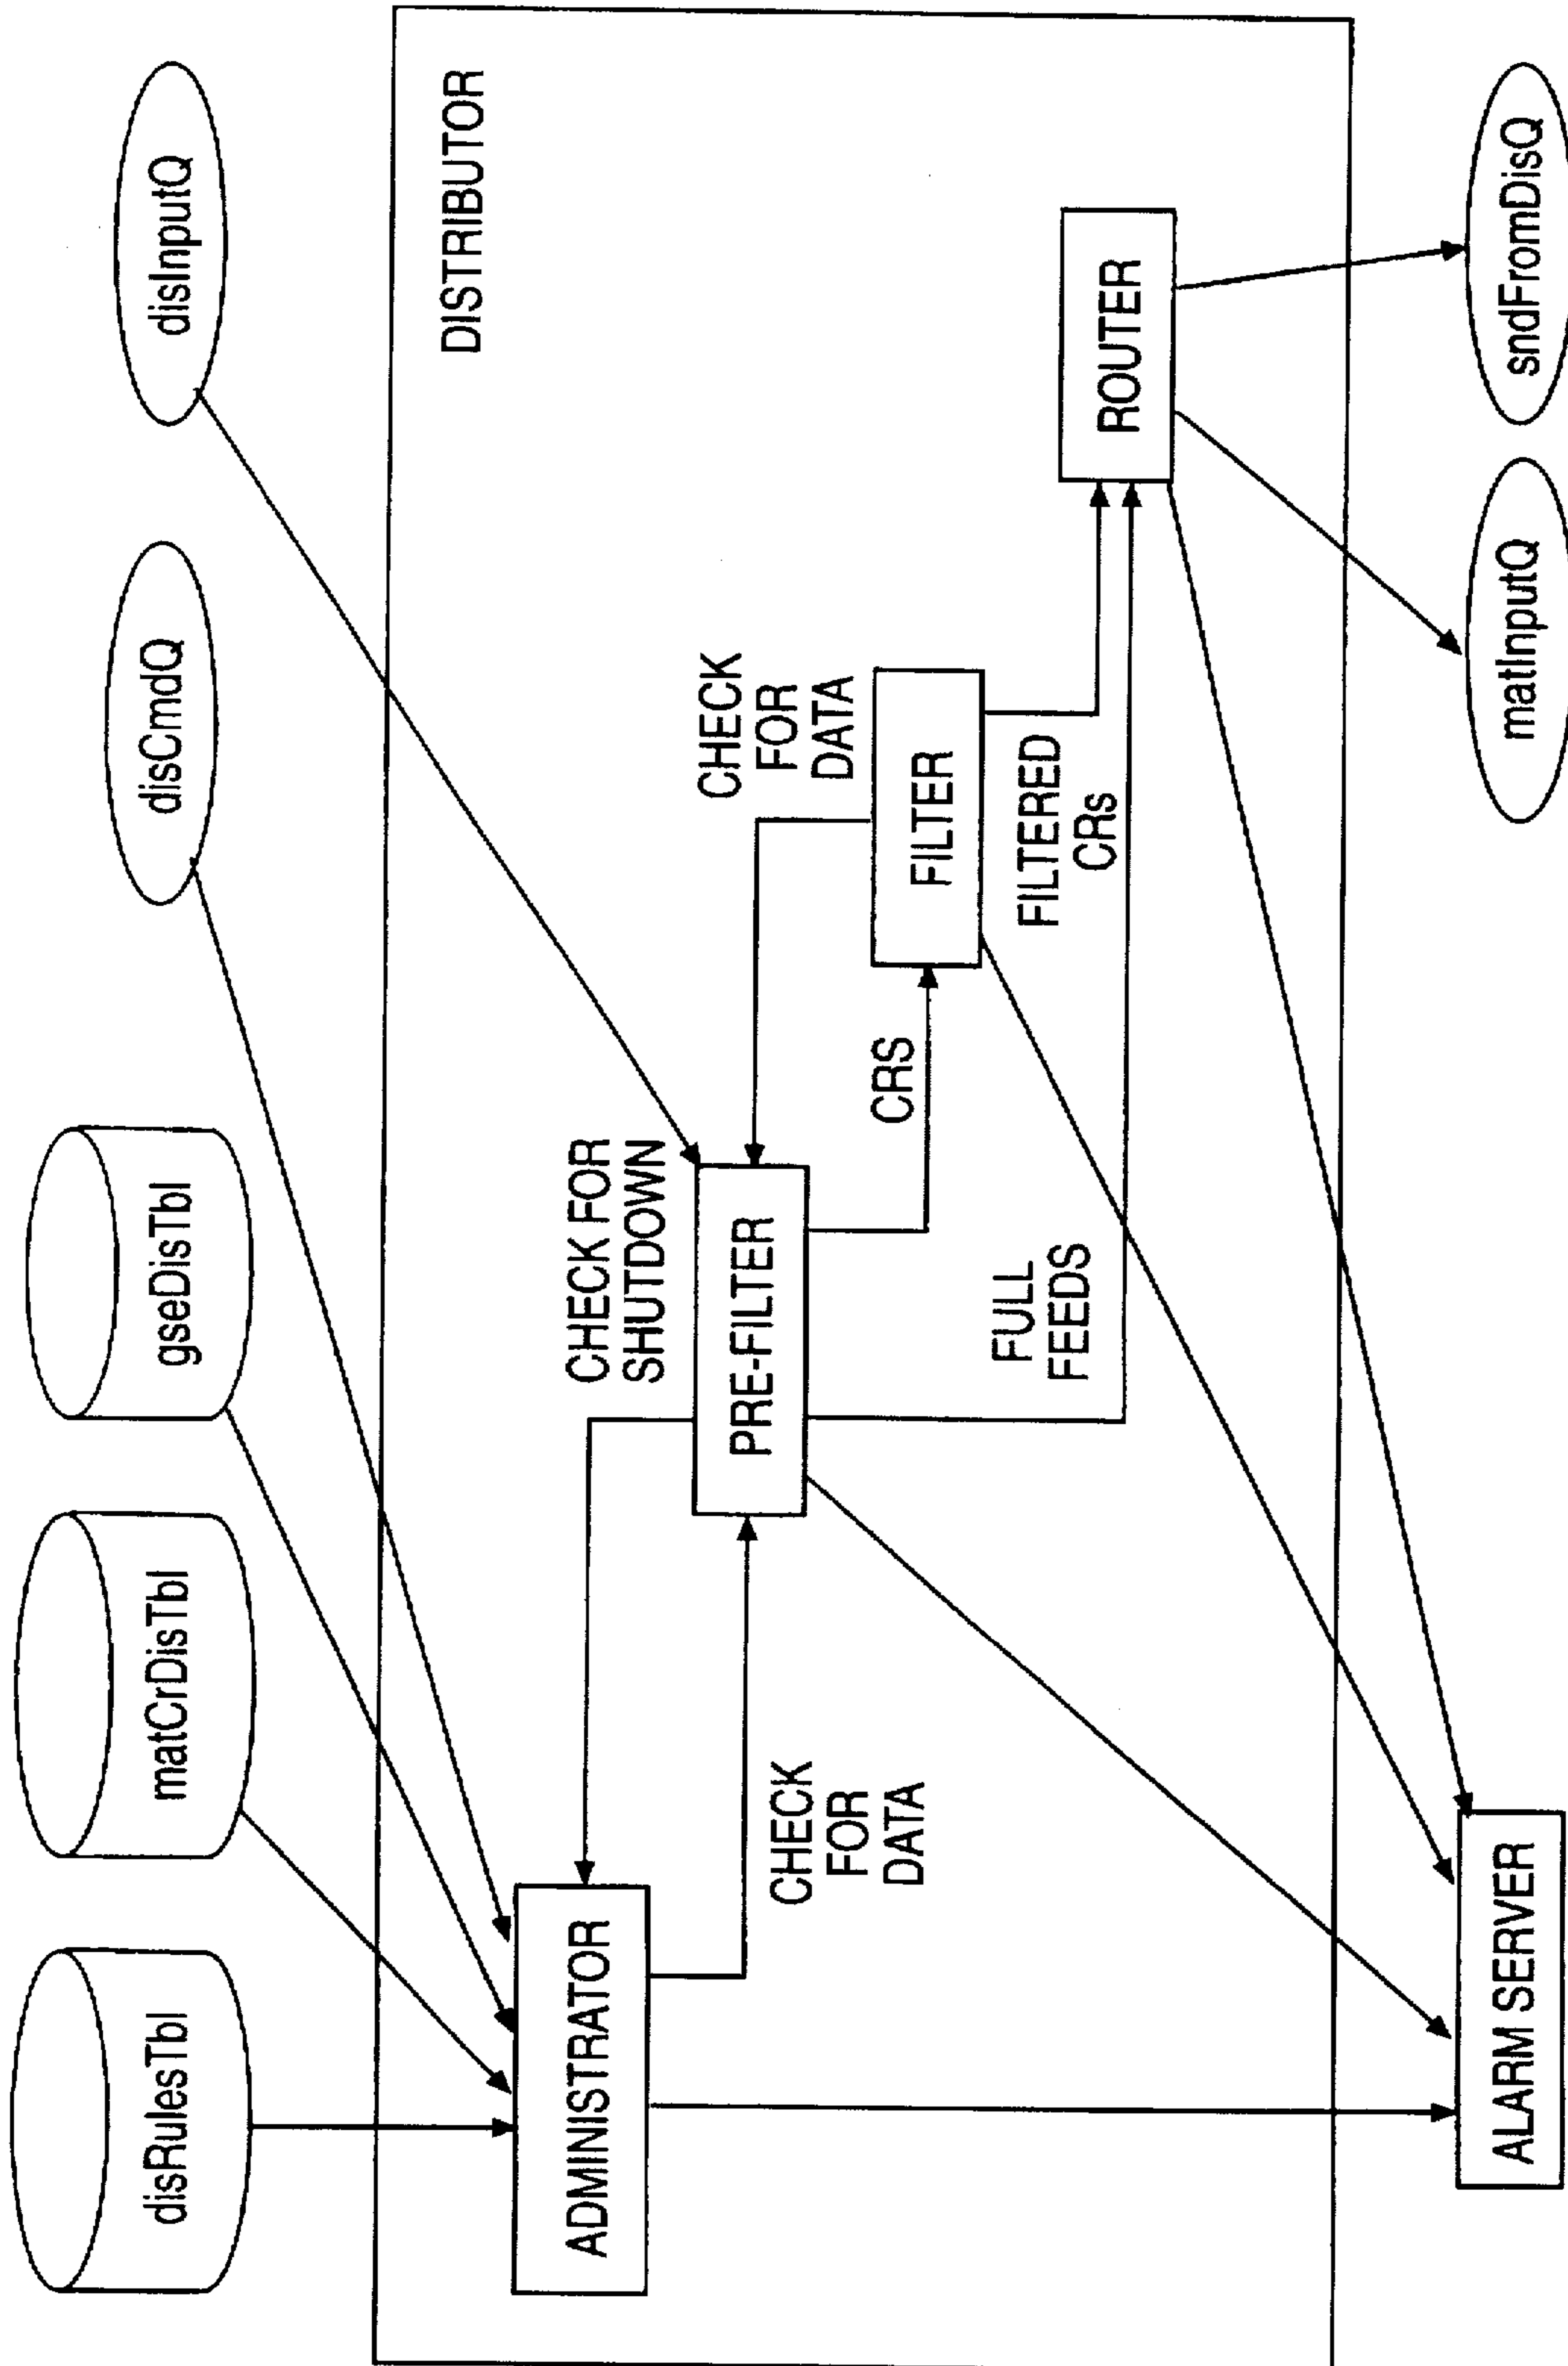 disRulesTbl
matCrDisTbl
gseDisTbl
disCmdQ
disInputQ
DISTRIBUTOR
ADMINISTRATOR
CHECK FOR
SHUTDOWN
PRE-FILTER
CHECK
FOR
DATA
CHECK
FOR
DATA
CRS
FILTER
FULL
FEEDS
FILTERED
CRs
ROUTER
ALARM SERVER
matInputQ
sndFromDisQ